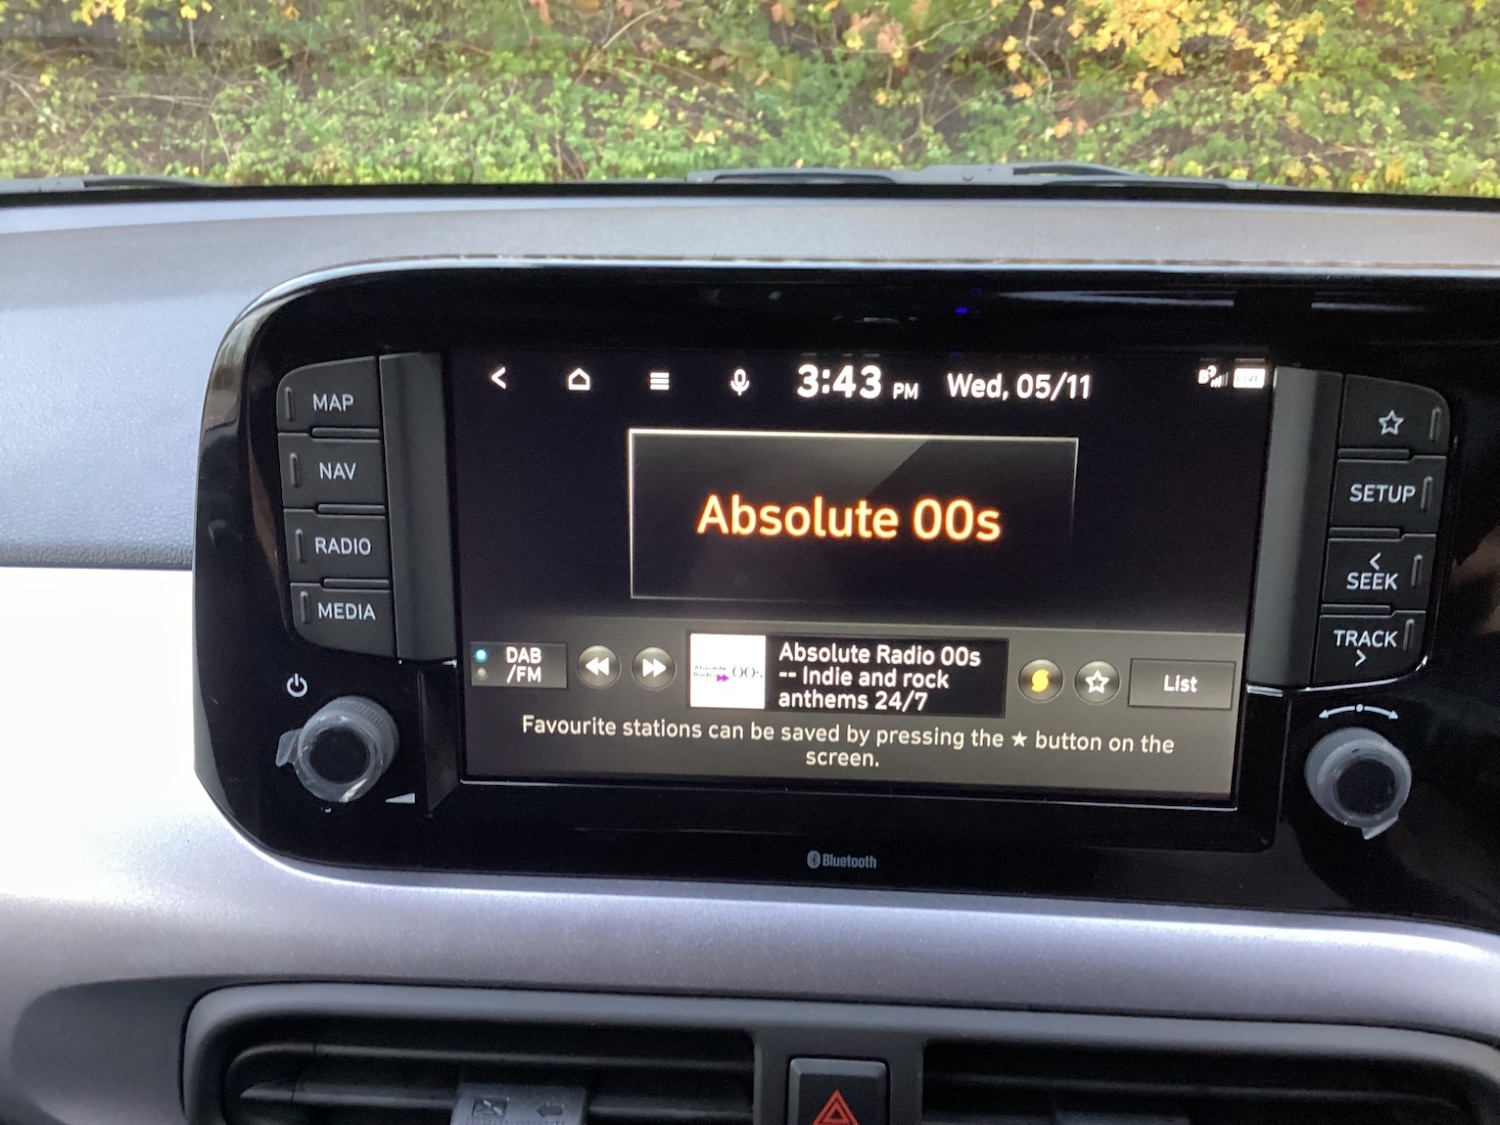 3:43 PM Wed, 05/11
MAP
NAV
RADIO
MEDIA
Absolute 00s
DAB
/FM
Absolute Radio 00s
-- Indie and rock
anthems 24/7
List
Favourite stations can be saved by pressing the ★ button on the
screen.
SETUP
<
SEEK
TRACK
>
Bluetooth